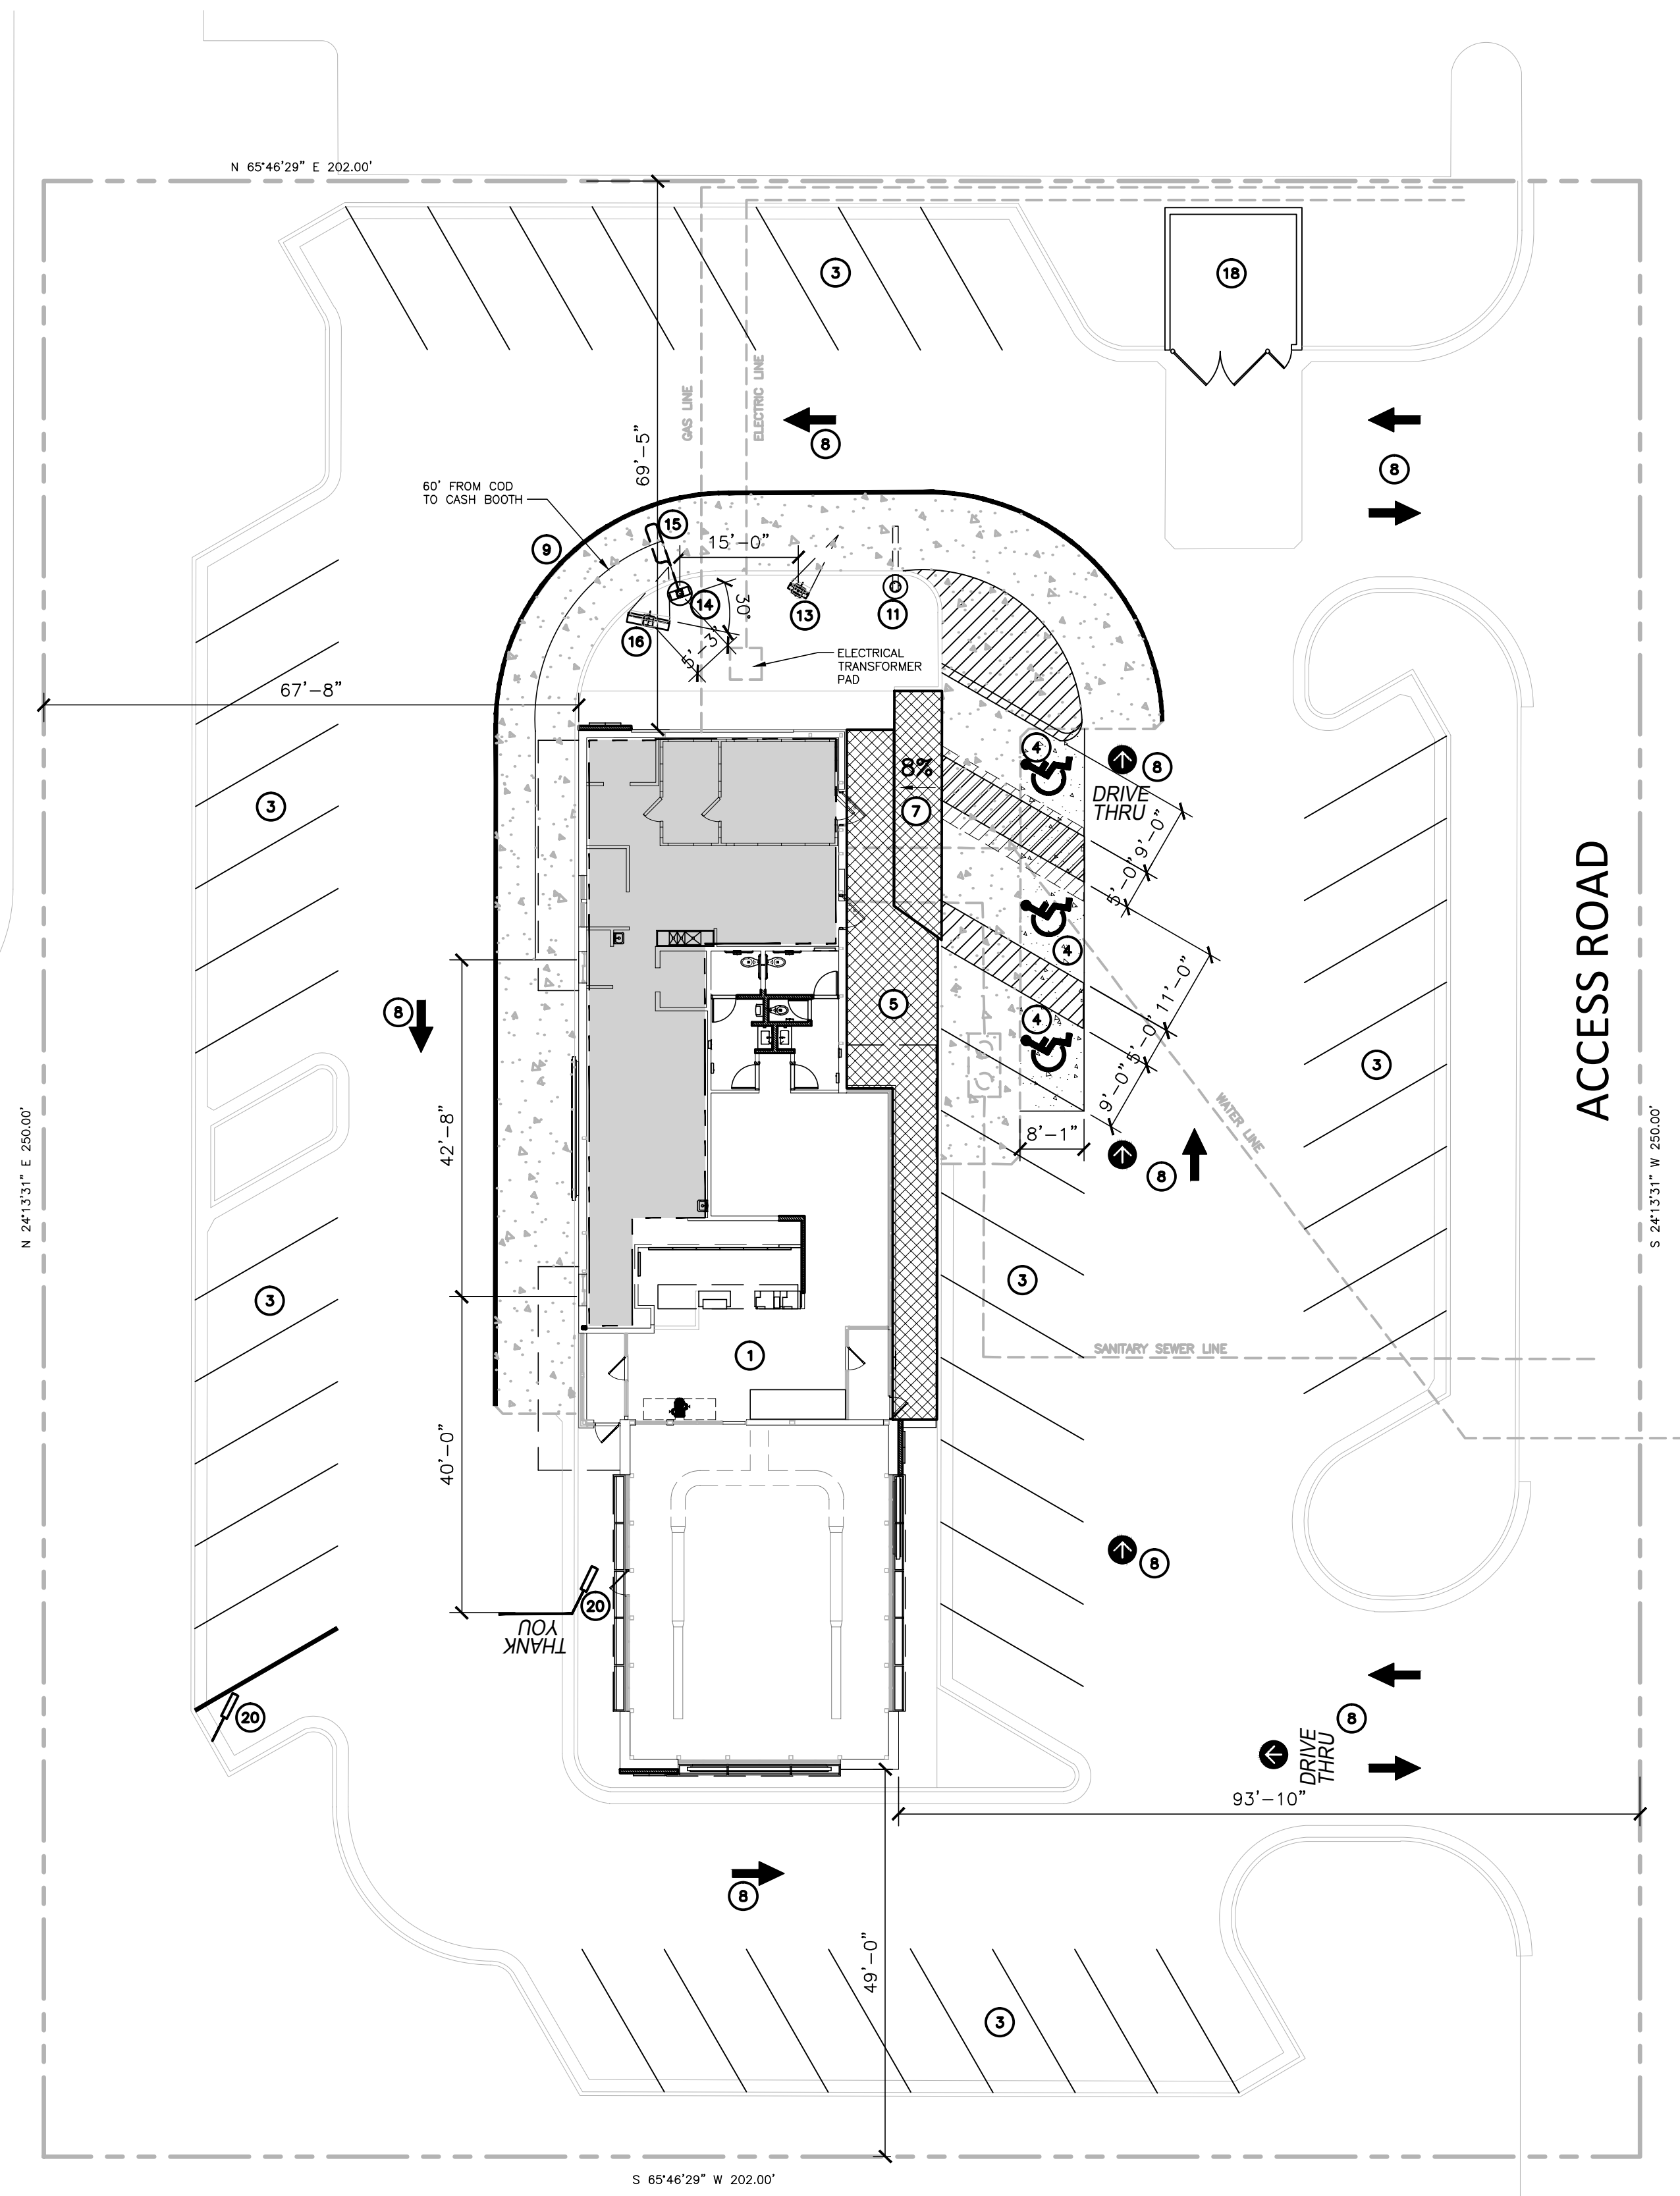 N 65°46'29" E 202.00'
3
18
GAS LINE
ELECTRIC LINE
8
8
69'-5"
60' FROM COD
TO CASH BOOTH
9
15
15'-0"
14
30°
13
11
16
5'-3"
ELECTRICAL
TRANSFORMER
PAD
67'-8"
4
8
8%
DRIVE
THRU
7
3
9'-0"
5'-0"
4
ACCESS ROAD
11'-0"
5
8
4
5'-0"
3
9'-0"
WATER LINE
42'-8"
8'-1"
8
N 24°13'31" E 250.00'
S 24°13'31" W 250.00'
3
3
1
SANITARY SEWER LINE
40'-0"
8
20
THANK
YOU
20
8
DRIVE
THRU
93'-10"
8
49'-0"
3
S 65°46'29" W 202.00'